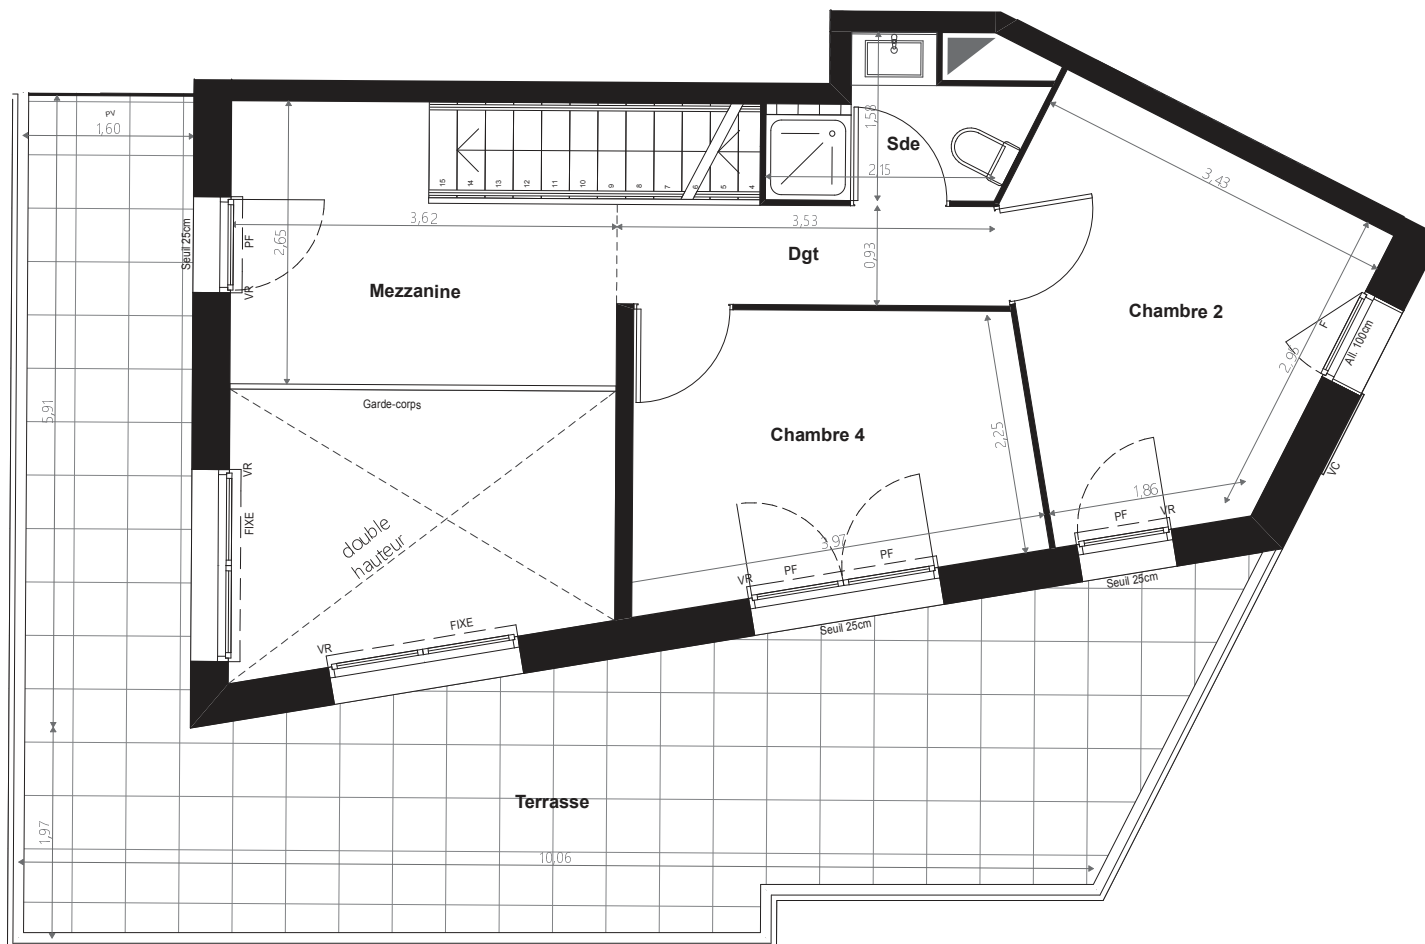 PV
1,60
5,91
1,97
10,06
Terrasse
Seuil 25cm
PF
VR
2,65
3,62
Mezzanine
15
14
13
12
11
10
9
8
7
6
5
4
3,53
Dgt
0,93
1,53
Sde
2,15
3,43
Chambre 2
2,95
F
All. 100cm
VC
Garde-corps
VR
FIXE
double
hauteur
VR
FIXE
Chambre 4
2,25
3,97
VR
PF
PF
Seuil 25cm
1,86
PF
VR
Seuil 25cm